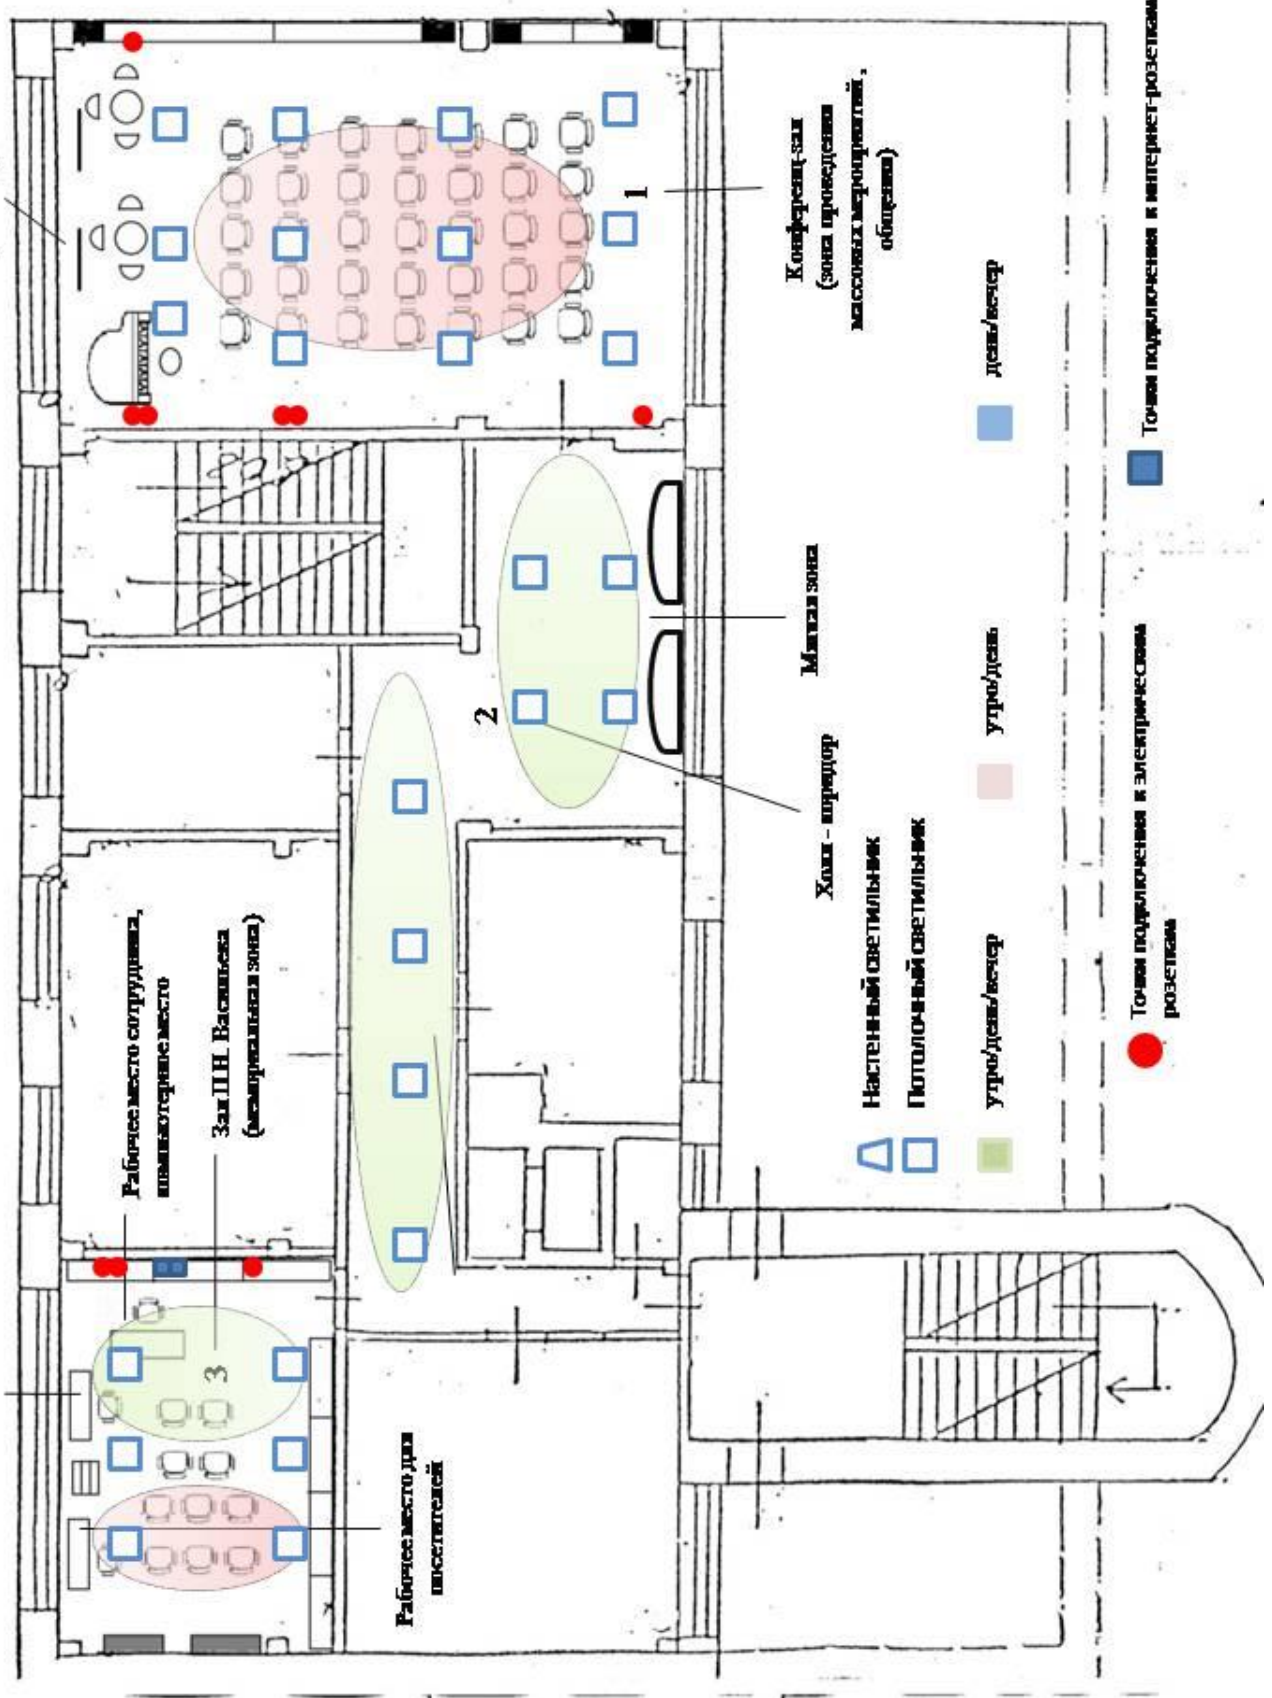 Рабочее место сотрудника,
компьютерное место
Зал П.Н. Васильева
(мемориальная зона)
3
Рабочее место для
посетителей
2
Холл - коридор
Мягкая зона
1
Конференц-зал
(зона проведения
массовых мероприятий,
общения)
Настенный светильник
Потолочный светильник
утро/день/вечер
утро/день
день/вечер
Точки подключения к электрическим
розеткам
Точки подключения к интернет-розеткам